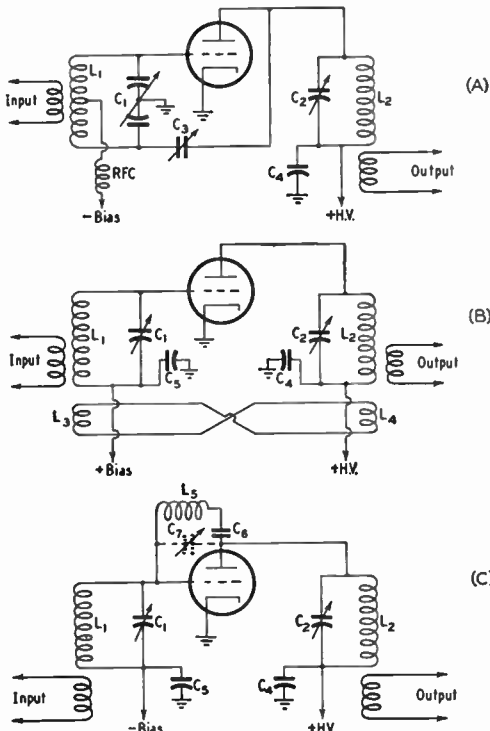 (A)
L1
Input
C1
C3
C2
L2
RFC
C4
Output
−Bias
+H.V.
(B)
L1
Input
C1
C5
C2
L2
C4
Output
L3
L4
+Bias
+H.V.
(C)
L5
C7
C6
L1
C1
C2
L2
C5
C4
Input
Output
−Bias
+HV